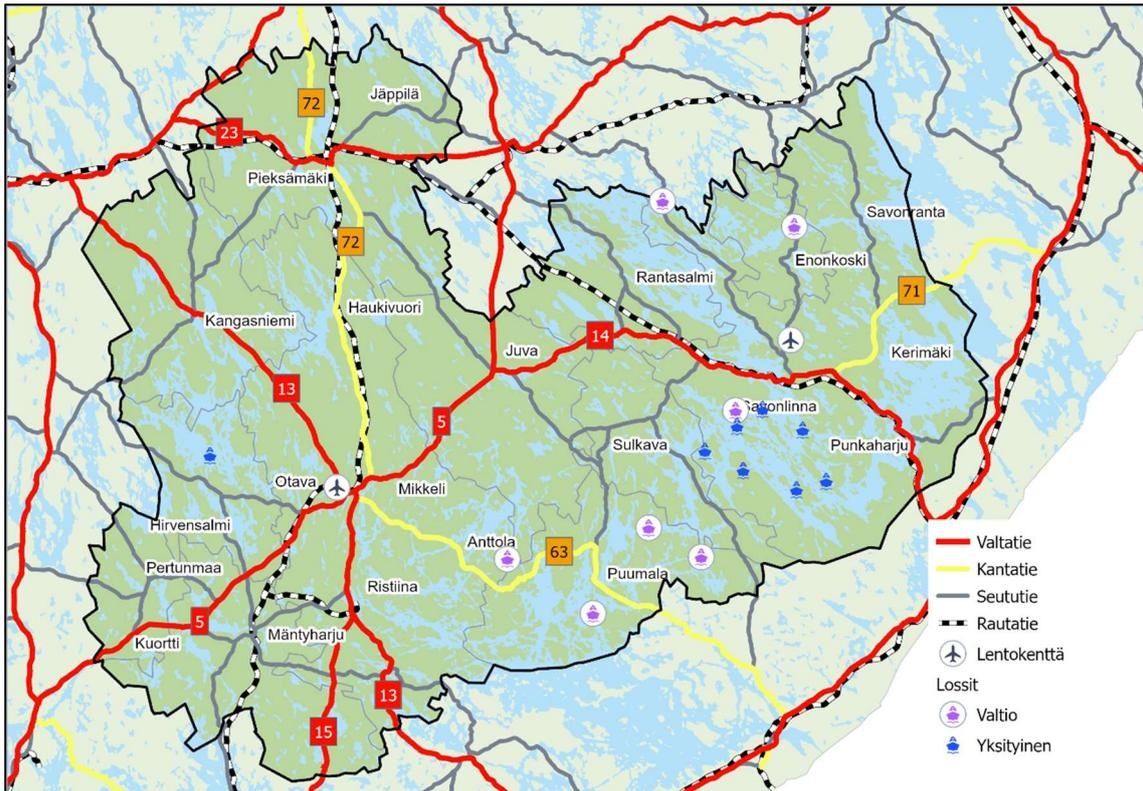 72
Jäppilä
23
Pieksämäki
Savonranta
72
Enonkoski
Rantasalmi
71
Haukivuori
Kangasniemi
14
Juva
Kerimäki
13
5
Savonlinna
Sulkava
Punkaharju
Otava
Mikkeli
Hirvensalmi
Anttola
63
Pertunmaa
Puumala
Ristiina
5
Mäntyharju
Kuortti
13
15
Valtatie
Kantatie
Seututie
Rautatie
Lentokenttä
Lossit
Valtio
Yksityinen